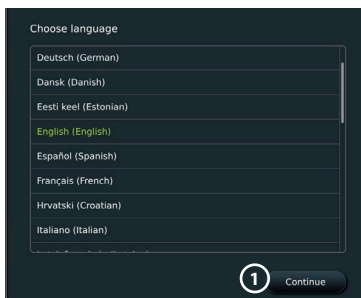 Choose language
Deutsch (German)
Dansk (Danish)
Eesti keel (Estonian)
English (English)
Español (Spanish)
Français (French)
Hrvatski (Croatian)
Italiano (Italian)
1
Continue